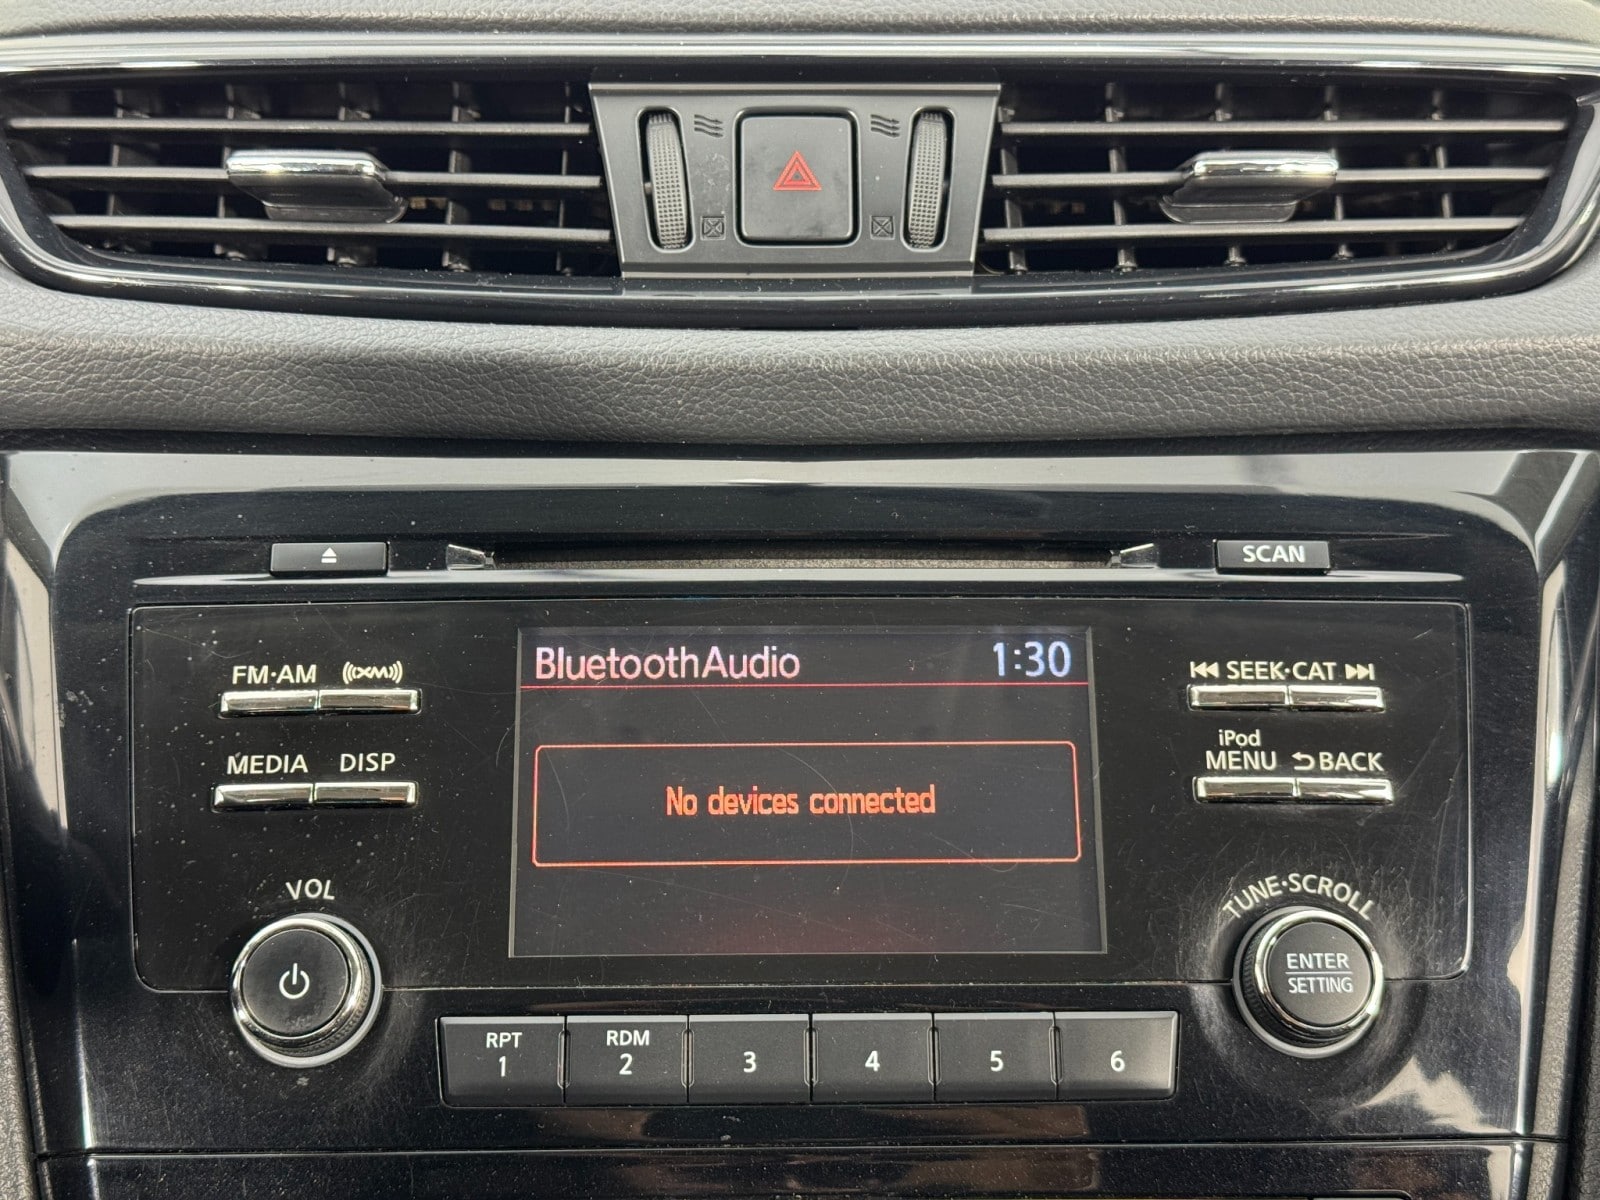 SCAN
BluetoothAudio 1:30
No devices connected
FM·AM ((XM))
MEDIA DISP
VOL
SEEK·CAT
iPod
MENU BACK
TUNE·SCROLL
ENTER
SETTING
RPT RDM
1 2 3 4 5 6